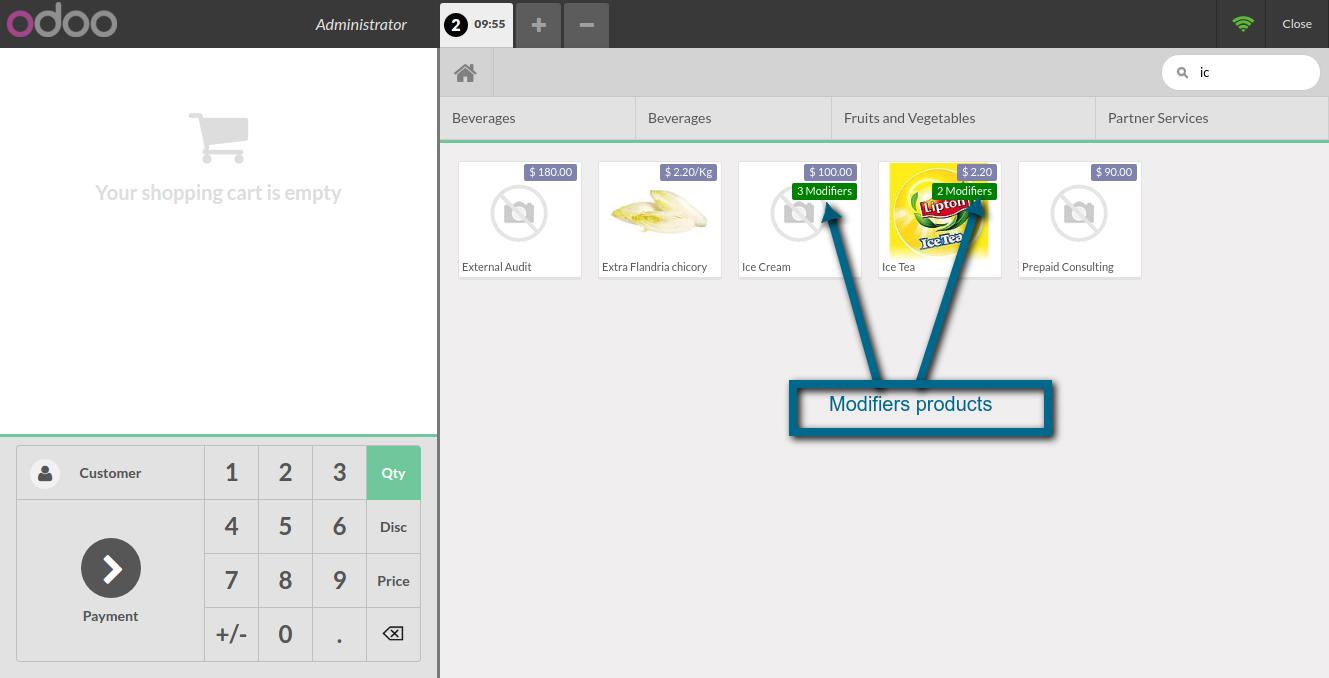 odoo
Administrator
2 09:55
Close
ic
Your shopping cart is empty
Beverages
Beverages
Fruits and Vegetables
Partner Services
$ 180.00
External Audit
$ 2.20/Kg
Extra Flandria chicory
$ 100.00
3 Modifiers
Ice Cream
$ 2.20
2 Modifiers
Lipton
Ice Tea
Ice Tea
$ 90.00
Prepaid Consulting
Modifiers products
Customer
1 2 3 Qty
4 5 6 Disc
7 8 9 Price
Payment
+/- 0 .